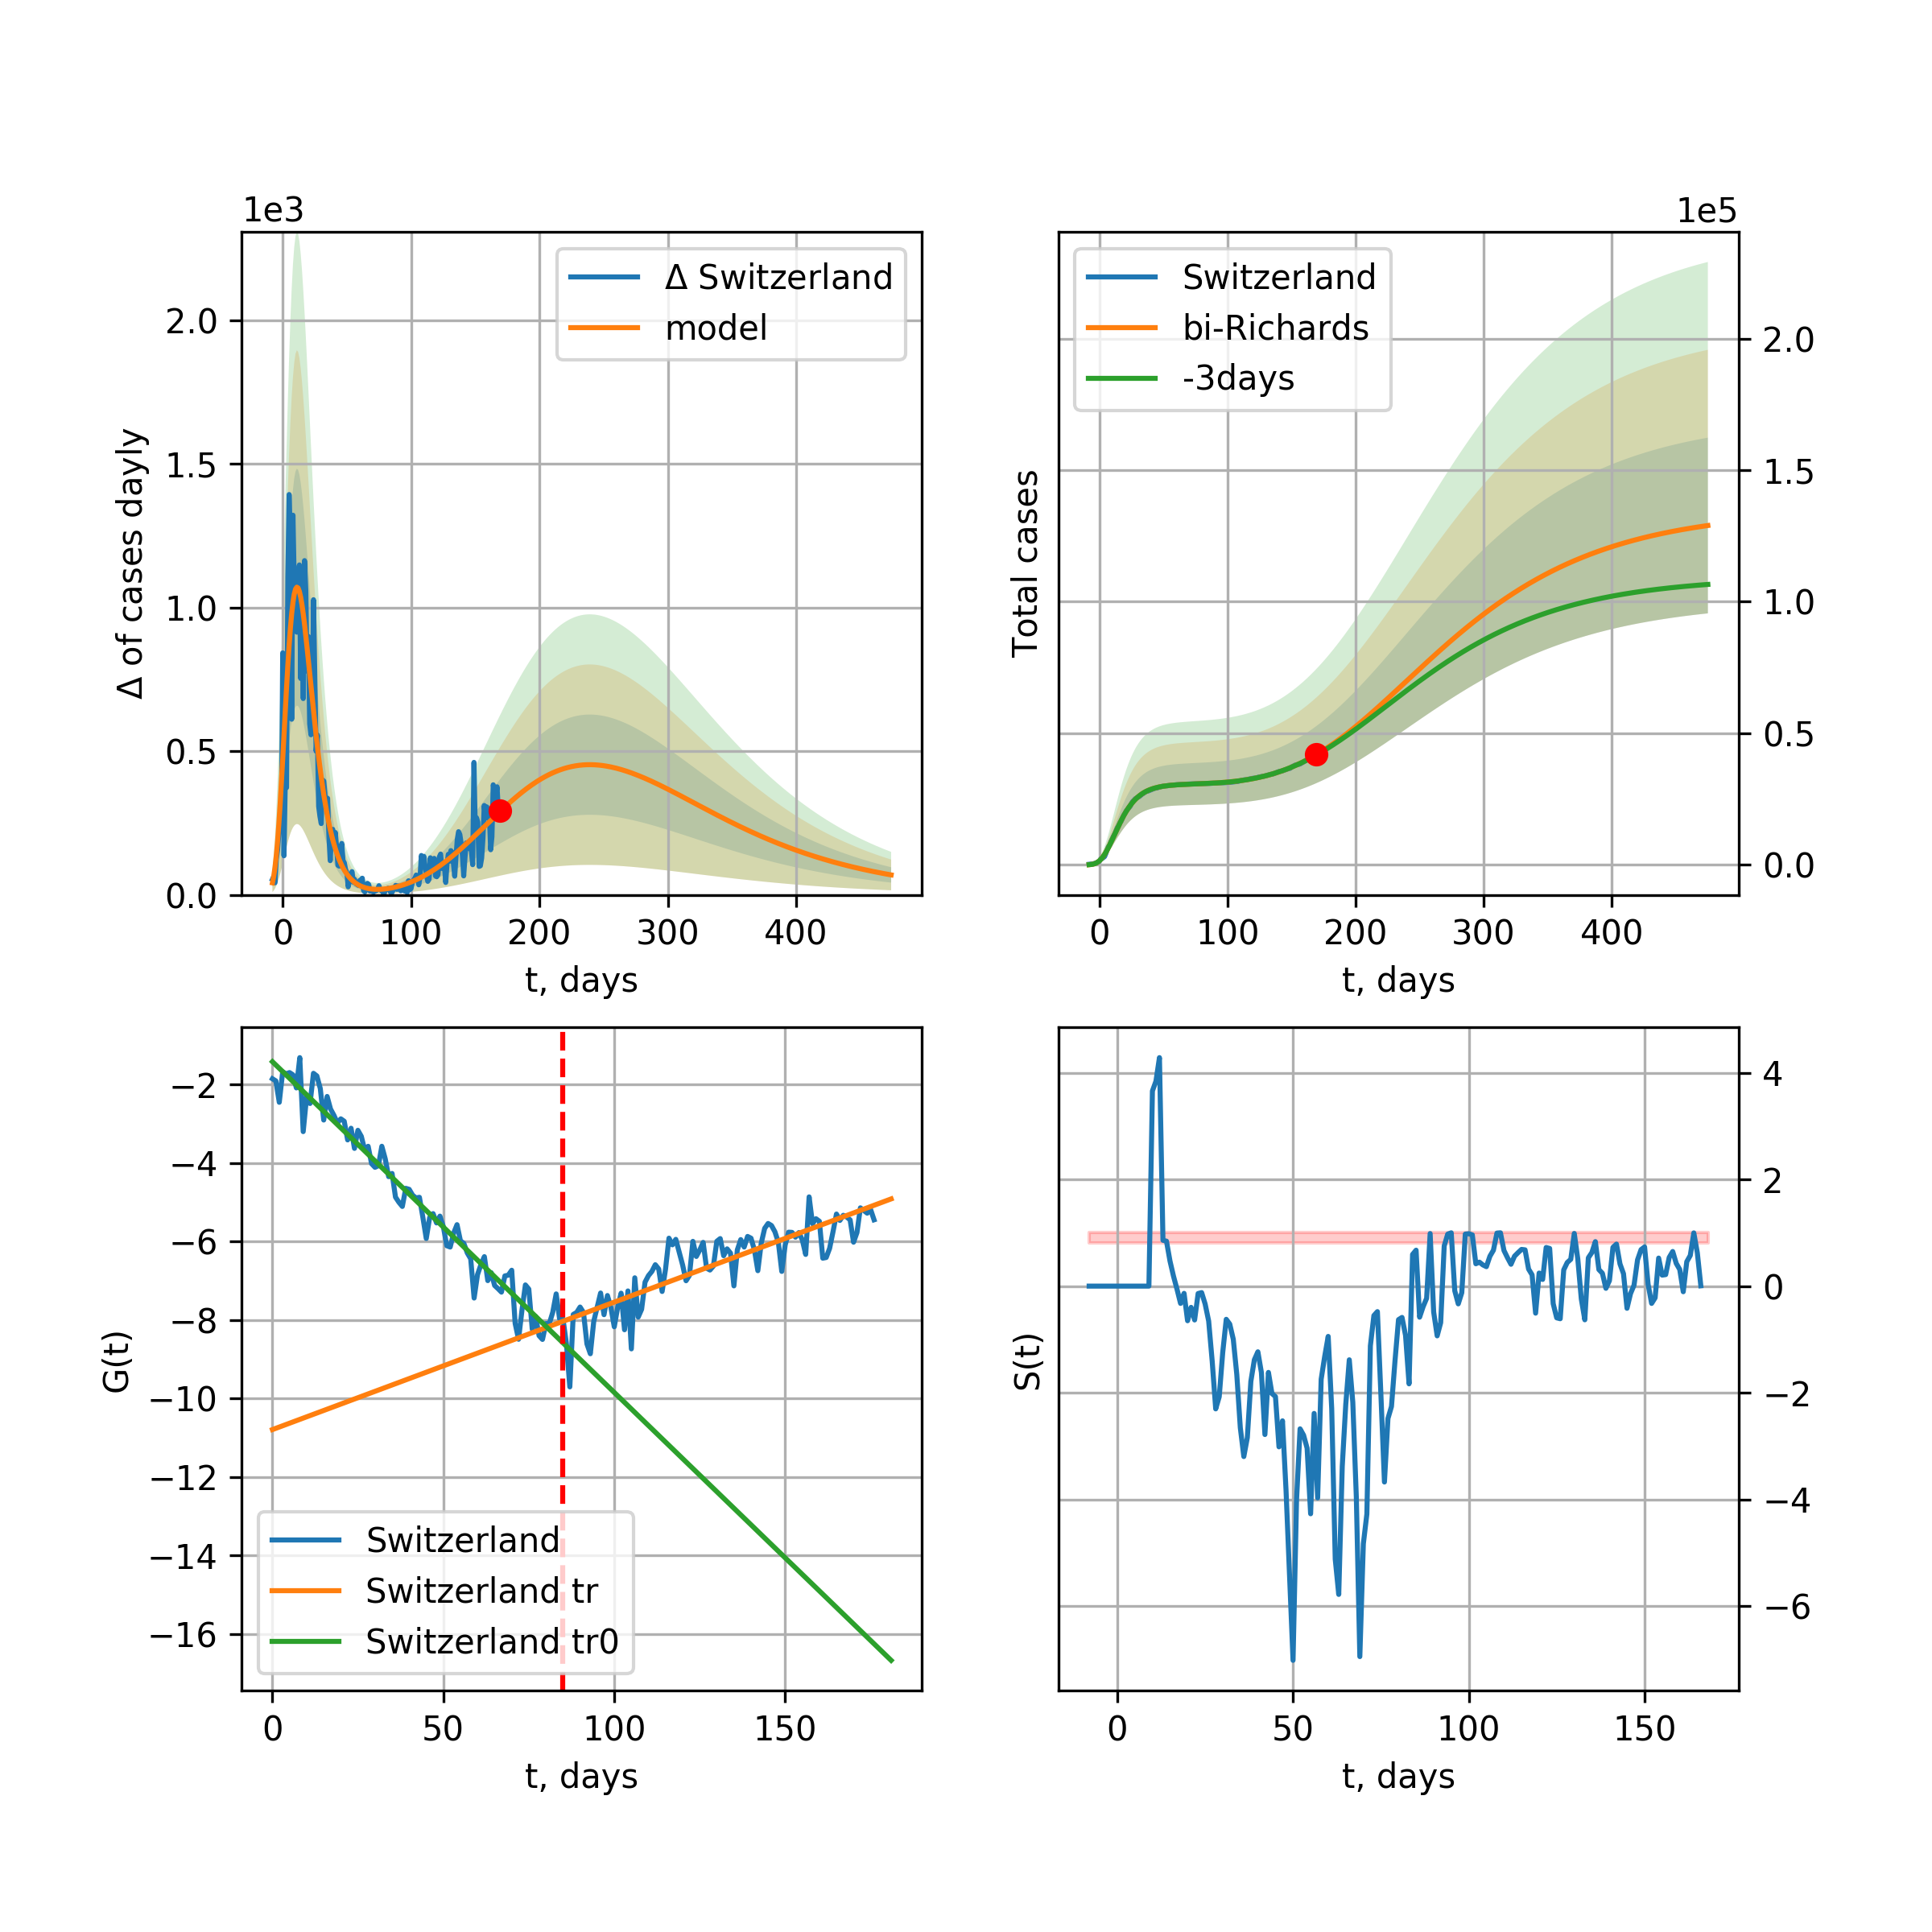 1e3
Δ Switzerland
model
2.0
1.5
1.0
0.5
0.0
Δ of cases dayly
0 100 200 300 400
t, days
1e5
Switzerland
bi-Richards
-3days
2.0
1.5
1.0
0.5
0.0
Total cases
0 100 200 300 400
t, days
−2
−4
−6
−8
−10
−12
−14
−16
G(t)
Switzerland
Switzerland tr
Switzerland tr0
0 50 100 150
t, days
4
2
0
−2
−4
−6
S(t)
0 50 100 150
t, days